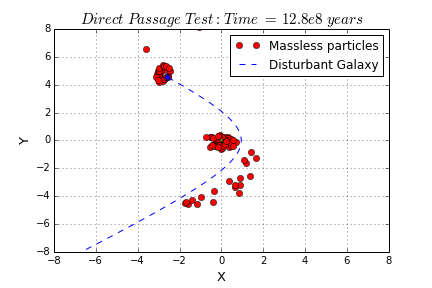 Direct Passage Test : Time = 12.8e8 years
Massless particles
Disturbant Galaxy
Y
8
6
4
2
0
−2
−4
−6
−8
−8 −6 −4 −2 0 2 4 6 8
X